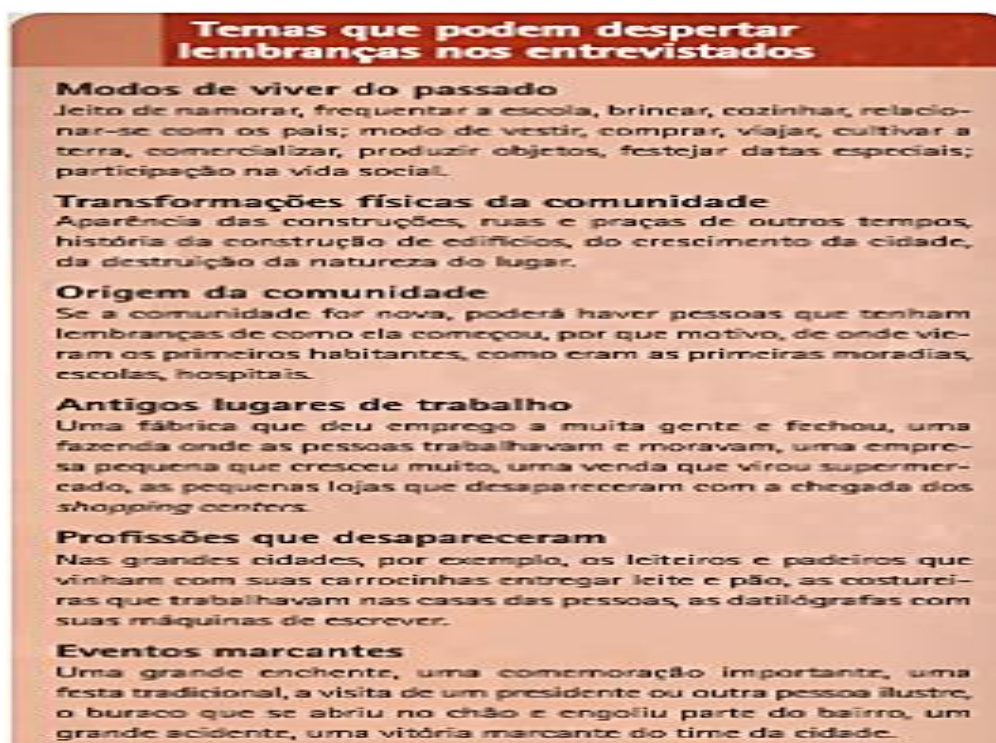 Temas que podem despertar
lembranças nos entrevistados
Modos de viver do passado
Jeito de namorar, frequentar a escola, brincar, cozinhar, relacio-
nar-se com os pais; modo de vestir, comprar, viajar, cultivar a
terra, comercializar, produzir objetos, festejar datas especiais;
participação na vida social.
Transformações físicas da comunidade
Aparência das construções, ruas e praças de outros tempos,
história da construção de edifícios, do crescimento da cidade,
da destruição da natureza do lugar.
Origem da comunidade
Se a comunidade for nova, poderá haver pessoas que tenham
lembranças de como ela começou, por que motivo, de onde vie-
ram os primeiros habitantes, como eram as primeiras moradias,
escolas, hospitais.
Antigos lugares de trabalho
Uma fábrica que deu emprego a muita gente e fechou, uma
fazenda onde as pessoas trabalhavam e moravam, uma empre-
sa pequena que cresceu muito, uma venda que virou supermer-
cado, as pequenas lojas que desapareceram com a chegada dos
shopping centers.
Profissões que desapareceram
Nas grandes cidades, por exemplo, os leiteiros e padeiros que
vinham com suas carrocinhas entregar leite e pão, as costurei-
ras que trabalhavam nas casas das pessoas, as datilógrafas com
suas máquinas de escrever.
Eventos marcantes
Uma grande enchente, uma comemoração importante, uma
festa tradicional, a visita de um presidente ou outra pessoa ilustre,
o buraco que se abriu no chão e engoliu parte do bairro, um
grande acidente, uma vitória marcante do time da cidade.